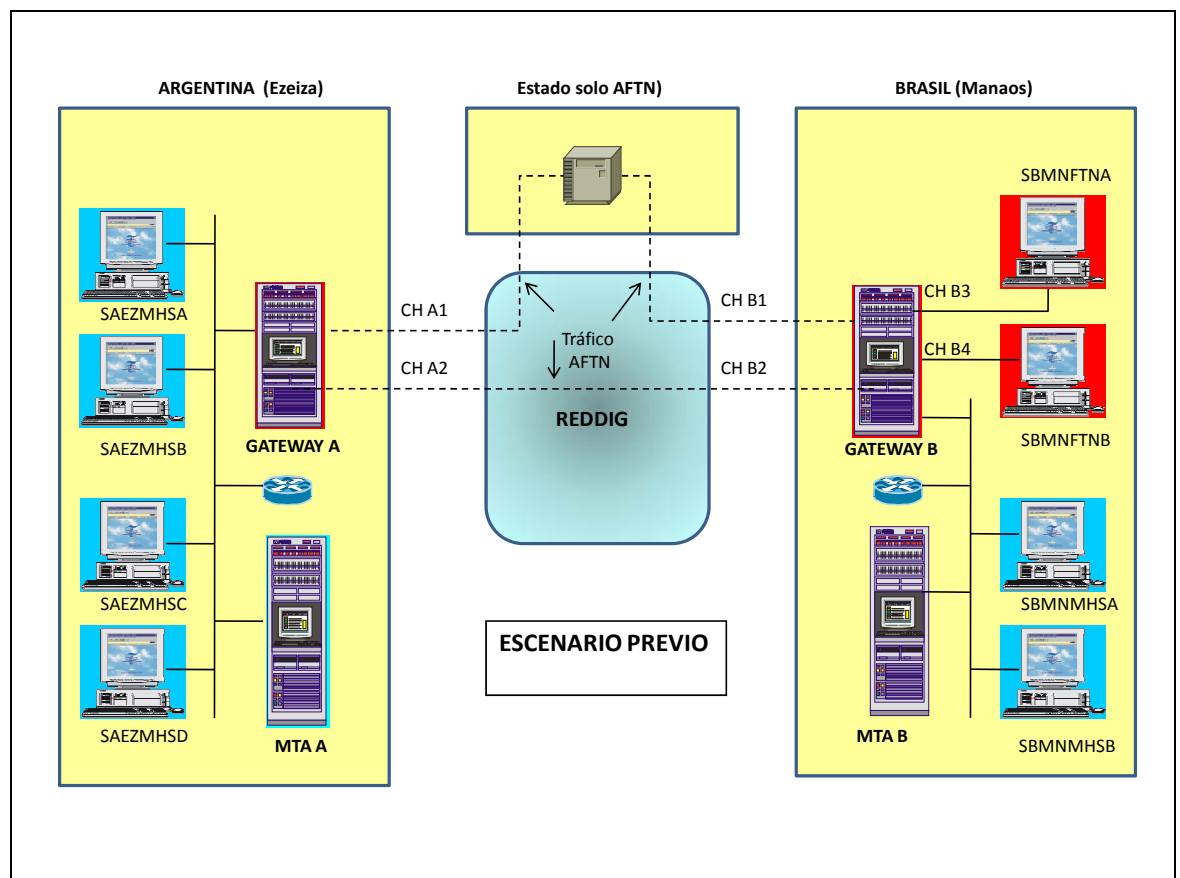 ARGENTINA (Ezeiza)
Estado solo AFTN)
BRASIL (Manaos)
SAEZMHSA
SAEZMHSB
SAEZMHSC
SAEZMHSD
GATEWAY A
MTA A
CH A1
CH A2
Tráfico
AFTN
REDDIG
CH B1
CH B2
CH B3
CH B4
SBMNFTNA
SBMNFTNB
GATEWAY B
MTA B
SBMNMHSA
SBMNMHSB
ESCENARIO PREVIO